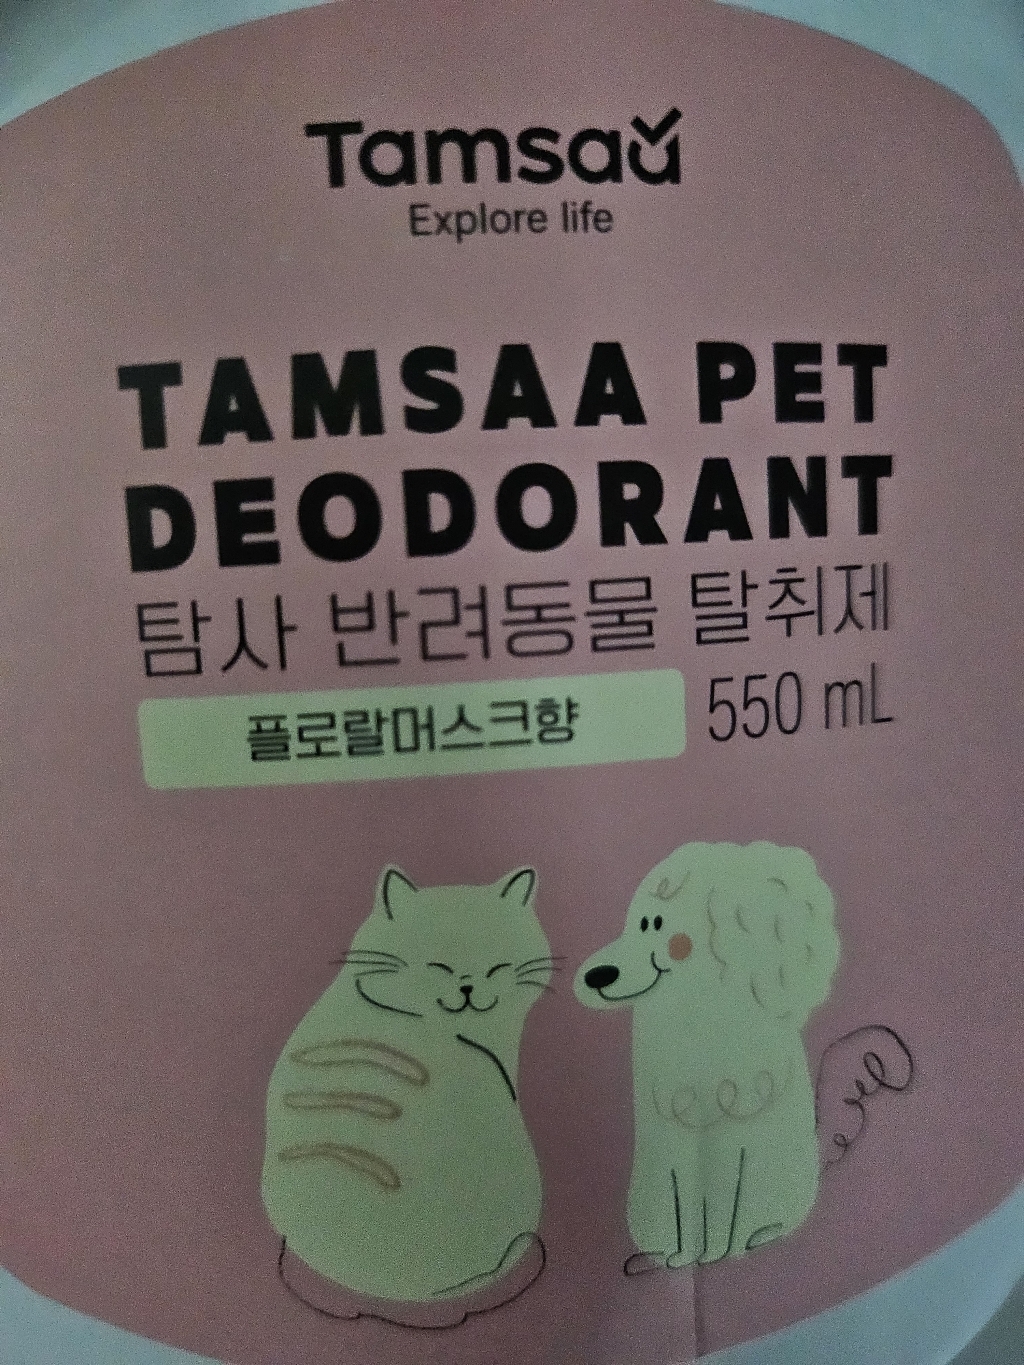 Tamsaa
Explore life
TAMSAA PET
DEODORANT
탐사 반려동물 탈취제
플로랄머스크향 550 mL